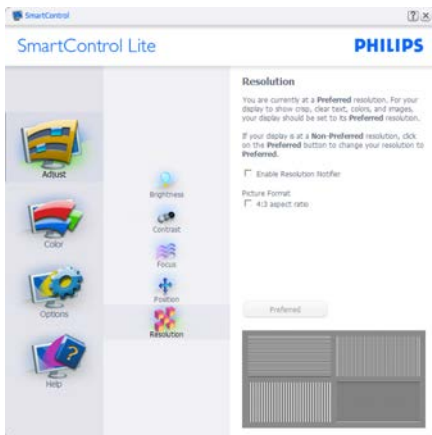 SmartControl
SmartControl Lite
PHILIPS
Adjust
Color
Options
Help
Brightness
Contrast
Focus
Position
Resolution
Resolution
You are currently at a Preferred resolution. For your
display to show crisp, clear text, colors, and images,
your display should be set to its Preferred resolution.
If your display is at a Non-Preferred resolution, click
on the Preferred button to change your resolution to
Preferred.
Enable Resolution Notifier
Picture Format:
4:3 aspect ratio
Preferred